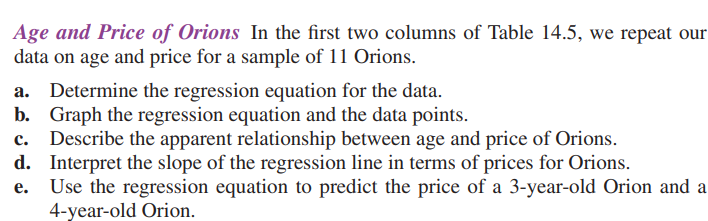 Age and Price of Orions In the first two columns of Table 14.5, we repeat our
data on age and price for a sample of 11 Orions.
a. Determine the regression equation for the data.
b. Graph the regression equation and the data points.
c. Describe the apparent relationship between age and price of Orions.
d. Interpret the slope of the regression line in terms of prices for Orions.
e. Use the regression equation to predict the price of a 3-year-old Orion and a
4-year-old Orion.